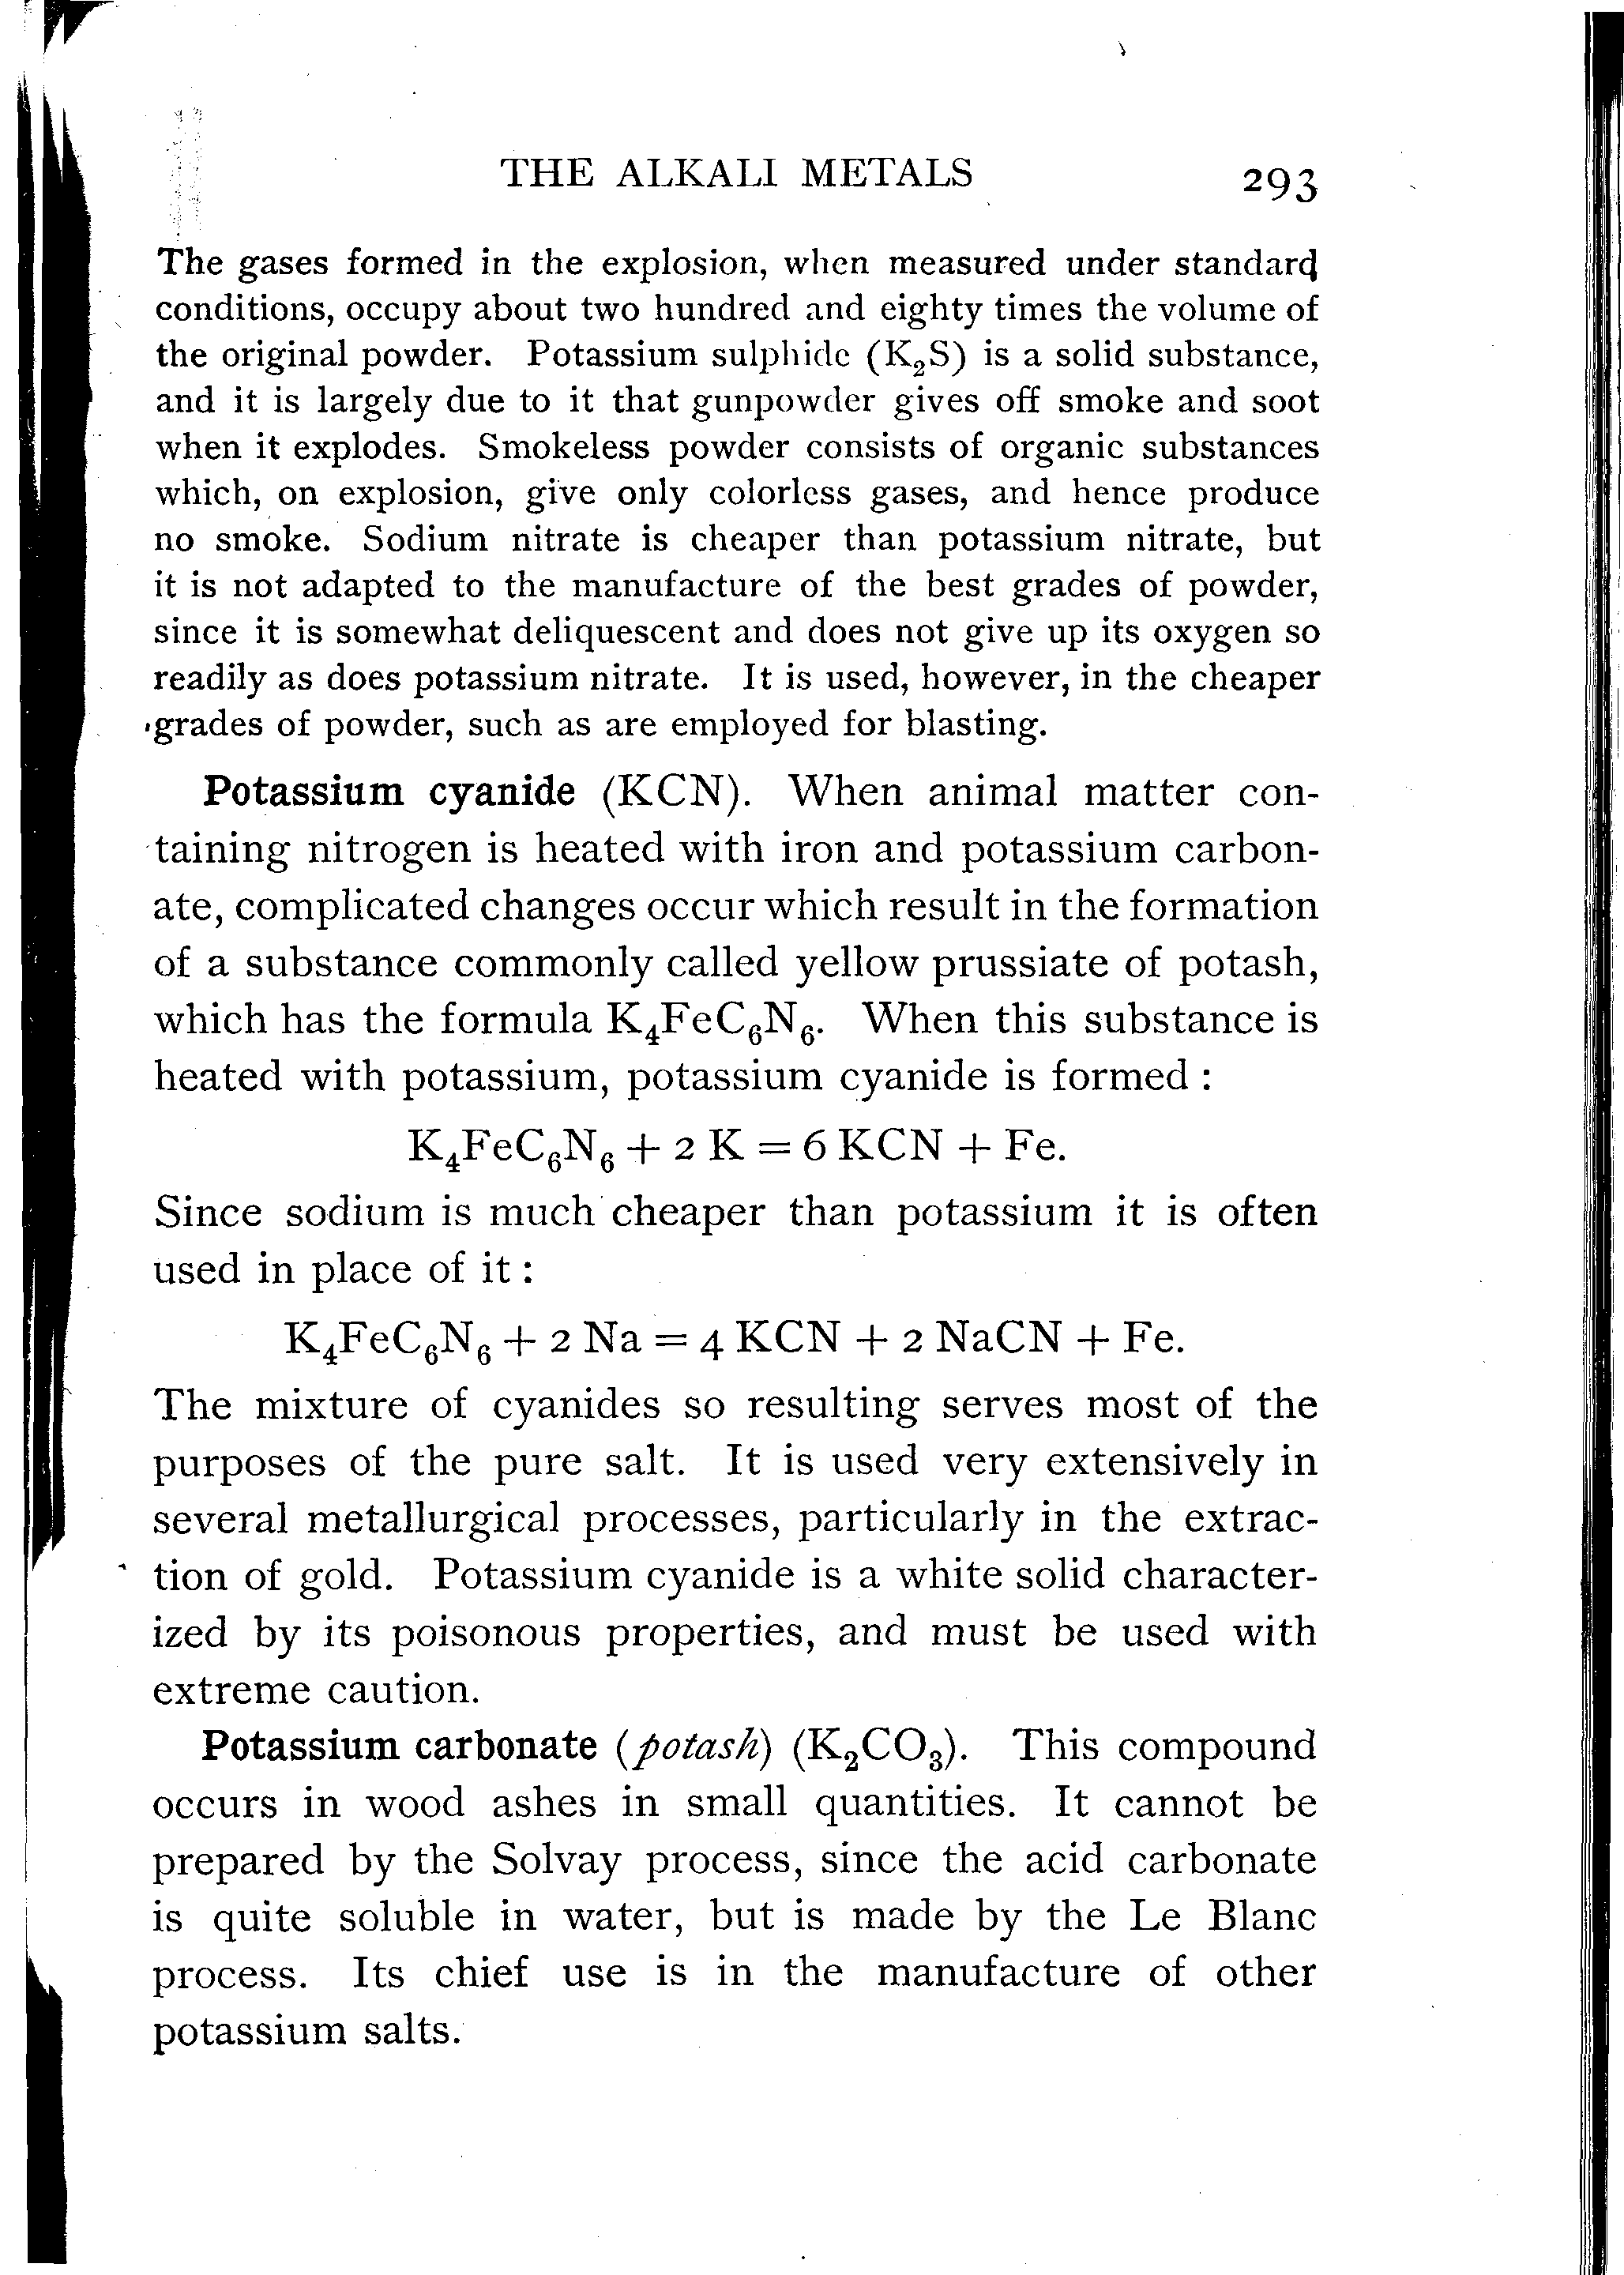 THE ALKALI METALS 293
The gases formed in the explosion, when measured under standard
conditions, occupy about two hundred and eighty times the volume of
the original powder. Potassium sulphide (K₂S) is a solid substance,
and it is largely due to it that gunpowder gives off smoke and soot
when it explodes. Smokeless powder consists of organic substances
which, on explosion, give only colorless gases, and hence produce
no smoke. Sodium nitrate is cheaper than potassium nitrate, but
it is not adapted to the manufacture of the best grades of powder,
since it is somewhat deliquescent and does not give up its oxygen so
readily as does potassium nitrate. It is used, however, in the cheaper
grades of powder, such as are employed for blasting.
Potassium cyanide (KCN). When animal matter con-
taining nitrogen is heated with iron and potassium carbon-
ate, complicated changes occur which result in the formation
of a substance commonly called yellow prussiate of potash,
which has the formula K₄FeC₆N₆. When this substance is
heated with potassium, potassium cyanide is formed :
K₄FeC₆N₆ + 2 K = 6 KCN + Fe.
Since sodium is much cheaper than potassium it is often
used in place of it :
K₄FeC₆N₆ + 2 Na = 4 KCN + 2 NaCN + Fe.
The mixture of cyanides so resulting serves most of the
purposes of the pure salt. It is used very extensively in
several metallurgical processes, particularly in the extrac-
tion of gold. Potassium cyanide is a white solid character-
ized by its poisonous properties, and must be used with
extreme caution.
Potassium carbonate (potash) (K₂CO₃). This compound
occurs in wood ashes in small quantities. It cannot be
prepared by the Solvay process, since the acid carbonate
is quite soluble in water, but is made by the Le Blanc
process. Its chief use is in the manufacture of other
potassium salts.